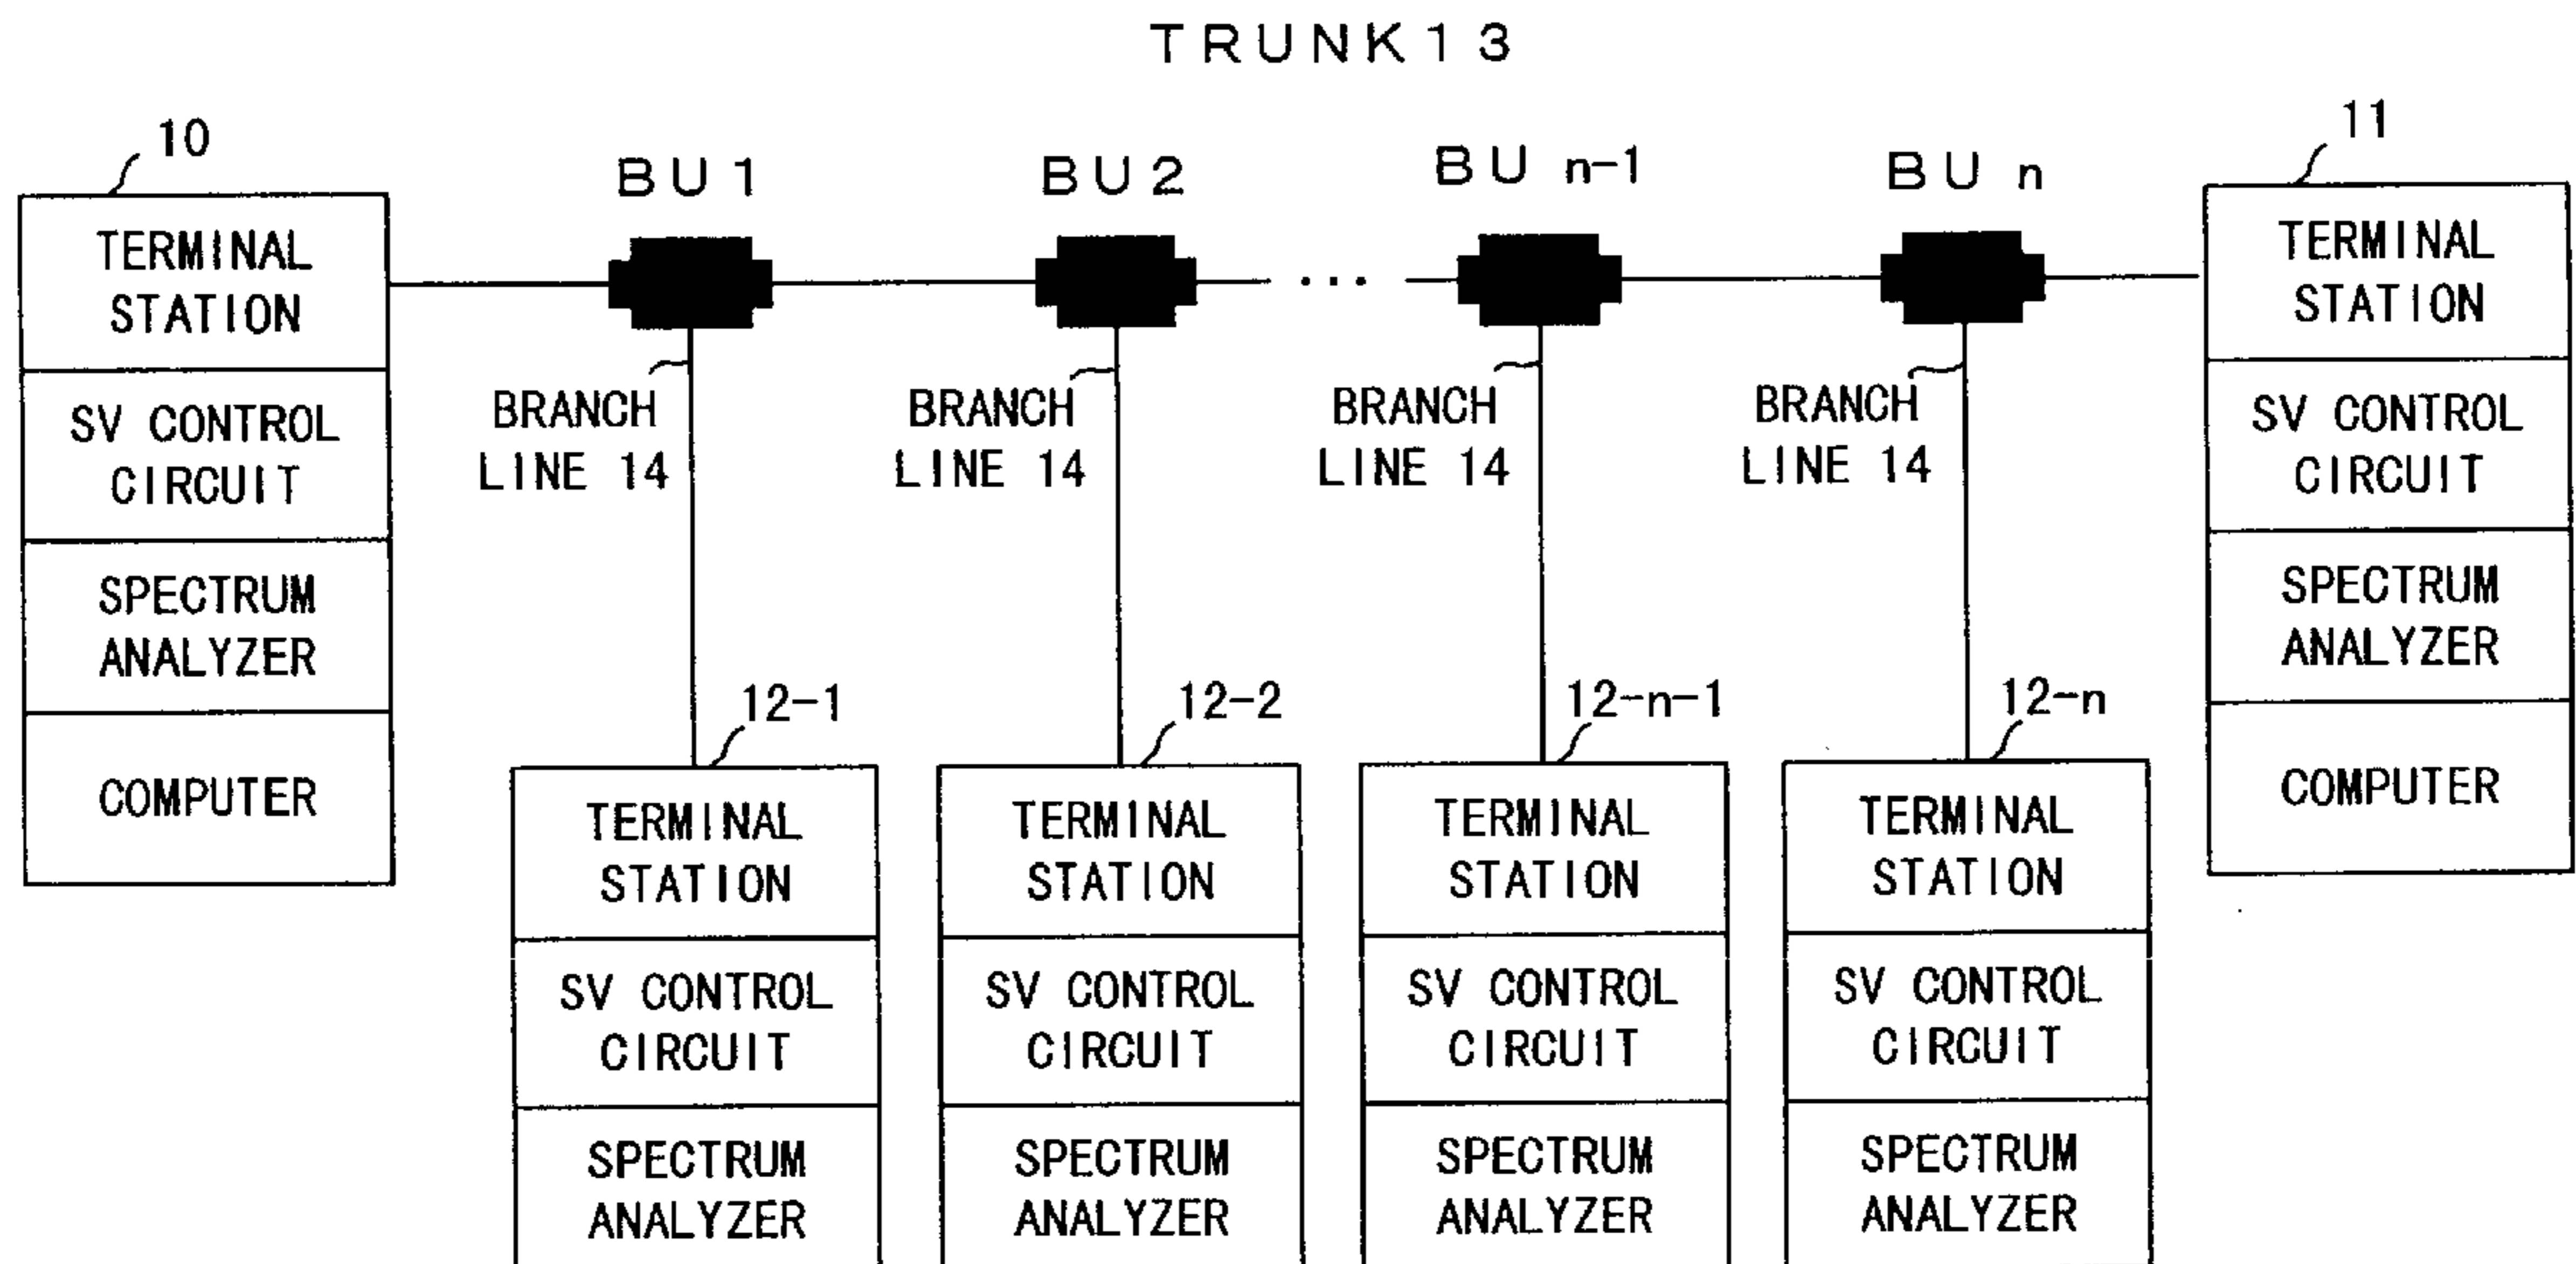 TRUNK13
10
11
BU1
BU2
BU n-1
BU n
TERMINAL
STATION
SV CONTROL
CIRCUIT
SPECTRUM
ANALYZER
COMPUTER
BRANCH
LINE 14
BRANCH
LINE 14
BRANCH
LINE 14
BRANCH
LINE 14
TERMINAL
STATION
SV CONTROL
CIRCUIT
SPECTRUM
ANALYZER
COMPUTER
12-1
12-2
12-n-1
12-n
TERMINAL
STATION
SV CONTROL
CIRCUIT
SPECTRUM
ANALYZER
TERMINAL
STATION
SV CONTROL
CIRCUIT
SPECTRUM
ANALYZER
TERMINAL
STATION
SV CONTROL
CIRCUIT
SPECTRUM
ANALYZER
TERMINAL
STATION
SV CONTROL
CIRCUIT
SPECTRUM
ANALYZER